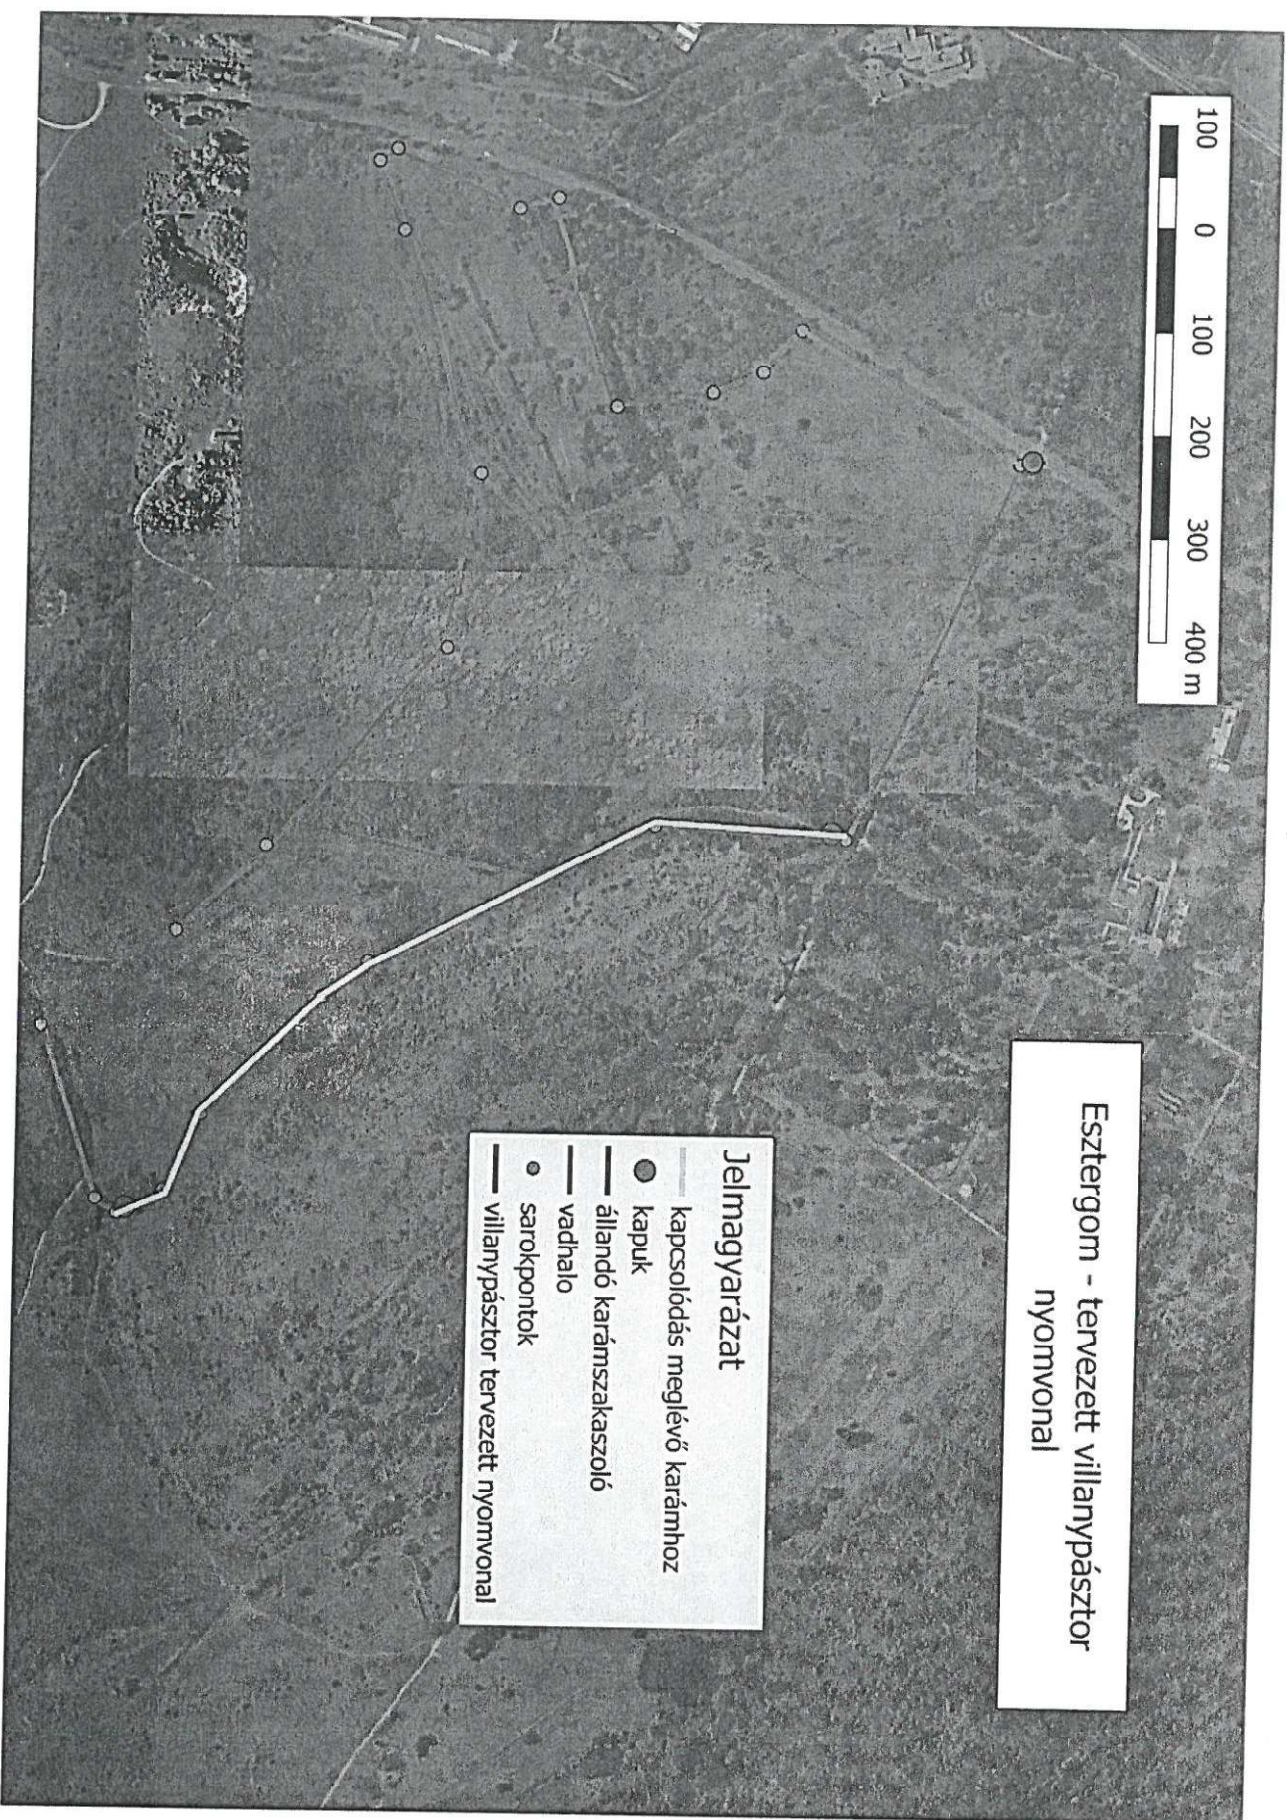 Esztergom - tervezett villanypásztor
nyomvonal
100 0 100 200 300 400 m
Jelmagyarázat
kapcsolódás meglévő karámhoz
kapuk
állandó karámszakaszoló
vadhalo
sarokpontok
villanypásztor tervezett nyomvonal